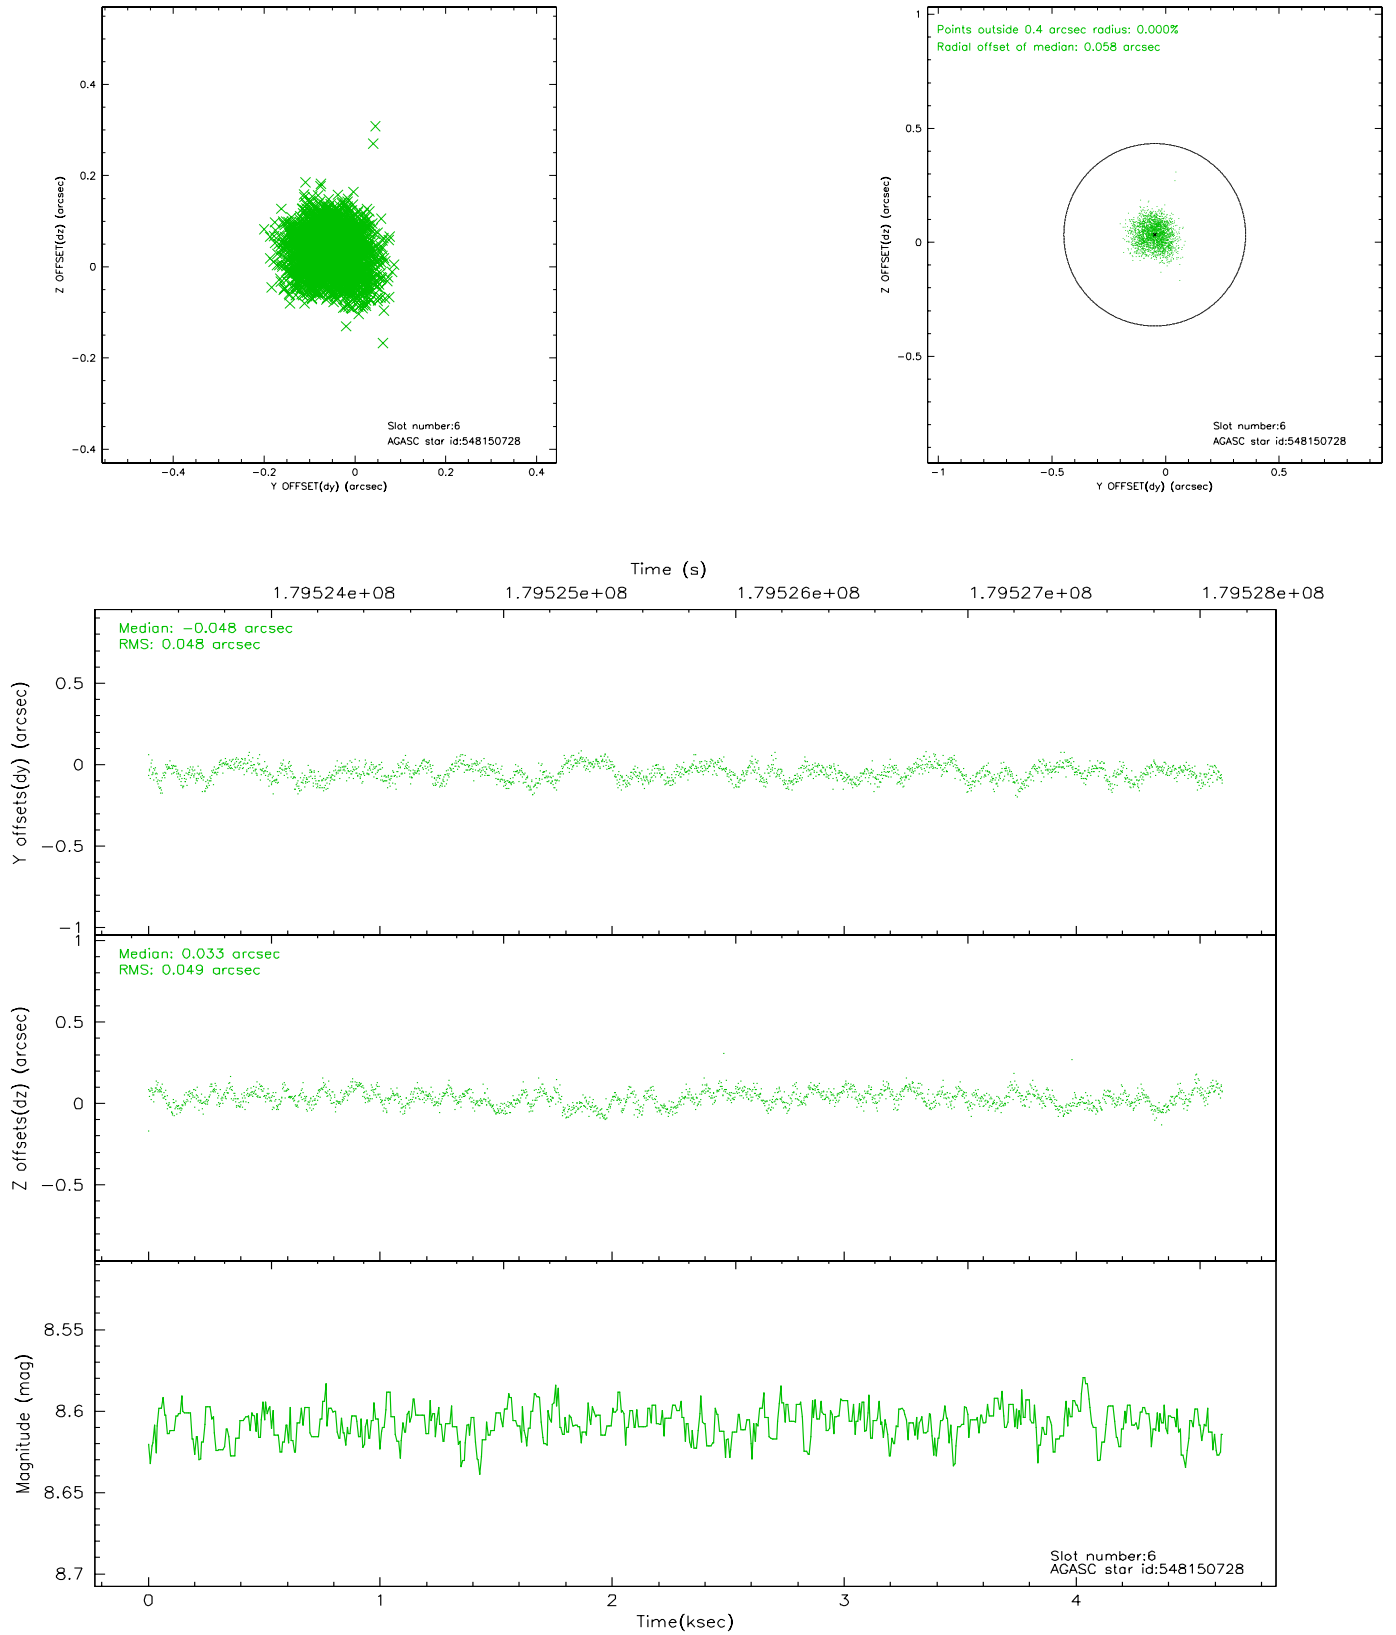 0.4
0.2
0
−0.2
−0.4
Z OFFSET(dz) (arcsec)
Slot number:6
AGASC star id:548150728
−0.4 −0.2 0 0.2 0.4
Y OFFSET(dy) (arcsec)
Points outside 0.4 arcsec radius: 0.000%
Radial offset of median: 0.058 arcsec
1
0.5
0
−0.5
Z OFFSET(dz) (arcsec)
Slot number:6
AGASC star id:548150728
−1 −0.5 0 0.5
Y OFFSET(dy) (arcsec)
Time (s)
1.79524e+08 1.79525e+08 1.79526e+08 1.79527e+08 1.79528e+08
Median: −0.048 arcsec
RMS: 0.048 arcsec
0.5
0
−0.5
−1
Y offsets(dy) (arcsec)
Median: 0.033 arcsec
RMS: 0.049 arcsec
1
0.5
0
−0.5
Z offsets(dz) (arcsec)
8.55
8.6
8.65
8.7
Magnitude (mag)
Slot number:6
AGASC star id:548150728
0 1 2 3 4
Time(ksec)